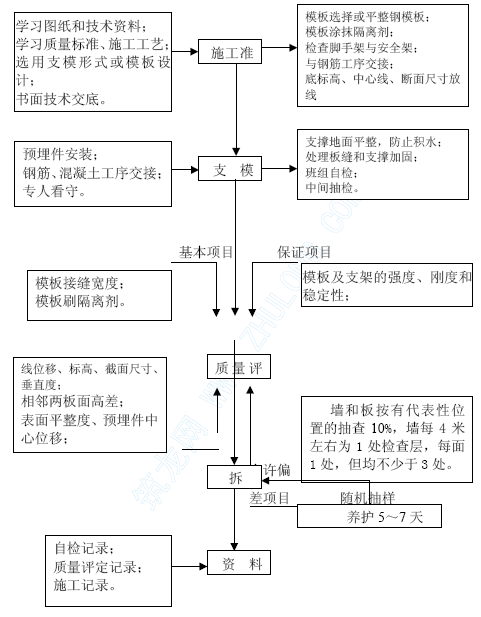 学习图纸和技术资料；
学习质量标准、施工工艺；
选用支模形式或模板设
计；
书面技术交底。
施工准
模板选择或平整钢模板；
模板涂抹隔离剂；
检查脚手架与安全架；
与钢筋工序交接；
底标高、中心线、断面尺寸放
线
预埋件安装；
钢筋、混凝土工序交接；
专人看守。
支 模
支撑地面平整，防止积水；
处理板缝和支撑加固；
班组自检；
中间抽检。
基本项目
保证项目
模板接缝宽度；
模板刷隔离剂。
模板及支架的强度、刚度和
稳定性；
质量评
线位移、标高、截面尺寸、
垂直度；
相邻两板面高差；
表面平整度、预埋件中
心位移；
墙和板按有代表性位
置的抽查 10%，墙每 4 米
左右为 1 处检查层，每面
1 处，但均不少于 3 处。
拆
许偏
差项目
随机抽样
养护 5～7 天
自检记录；
质量评定记录；
施工记录。
资 料
筑龙网 WWW.ZHULONG.COM